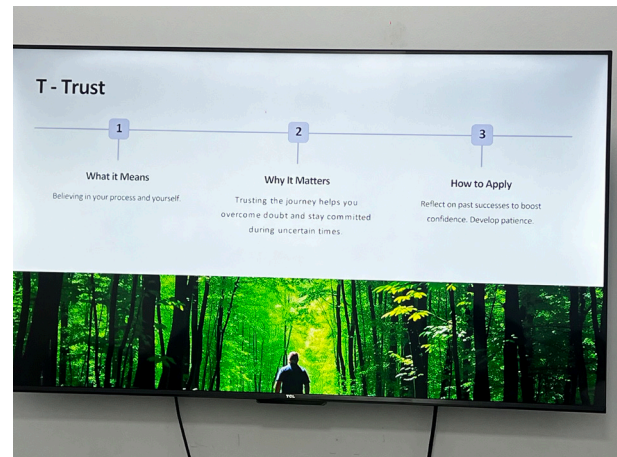 T - Trust
1
2
3
What it Means
Believing in your process and yourself.
Why It Matters
Trusting the journey helps you
overcome doubt and stay committed
during uncertain times.
How to Apply
Reflect on past successes to boost
confidence. Develop patience.
TCL